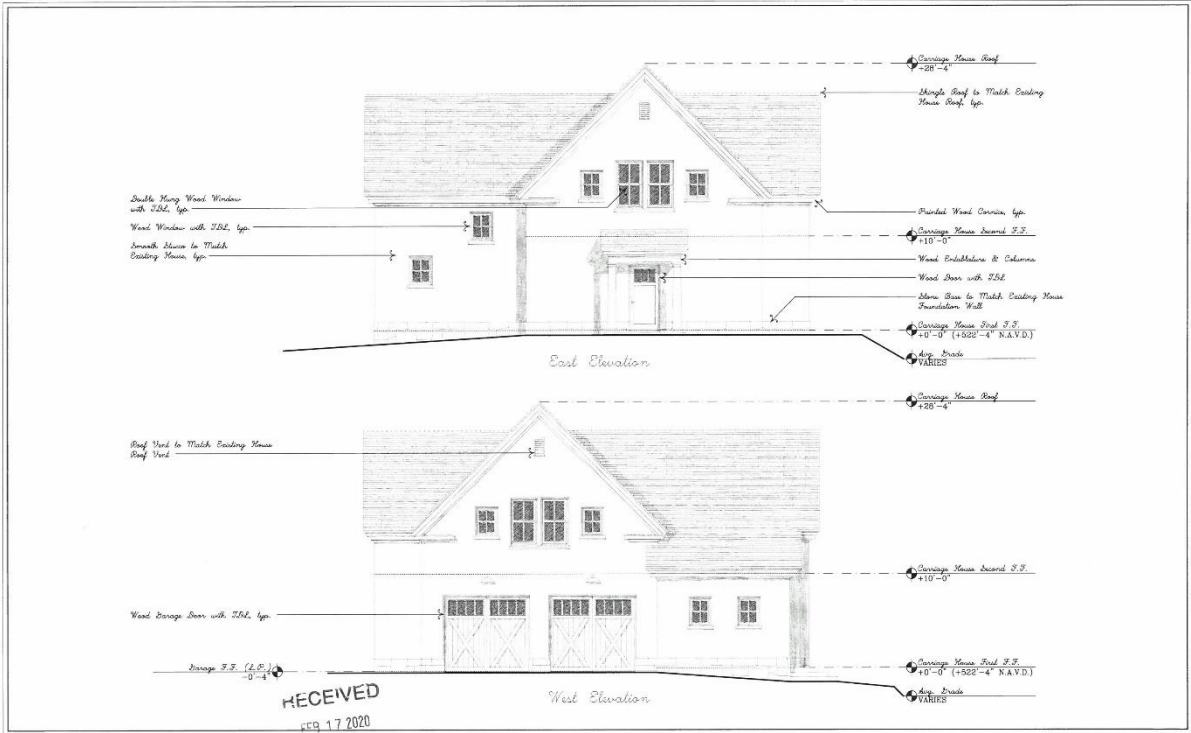 Carriage House Roof
+28'-4"
Shingle Roof to Match Existing
House Roof, typ.
Double Hung Wood Window
with T.D.L., typ.
Wood Window with T.D.L., typ.
Smooth Stucco to Match
Existing House, typ.
Painted Wood Cornice, typ.
Carriage House Second F.F.
+10'-0"
Wood Entablature & Columns
Wood Door with T.D.L
Stone Base to Match Existing House
Foundation Wall
Carriage House First F.F.
+0'-0" (+522'-4" N.A.V.D.)
Avg. Grade
VARIES
East Elevation
Carriage House Roof
+28'-4"
Roof Vent to Match Existing House
Roof Vent
Carriage House Second F.F.
+10'-0"
Wood Garage Door with T.D.L., typ.
Garage F.F. (L.P.)
-0'-4"
Carriage House First F.F.
+0'-0" (+522'-4" N.A.V.D.)
Avg. Grade
VARIES
West Elevation
RECEIVED
FEB 17 2020